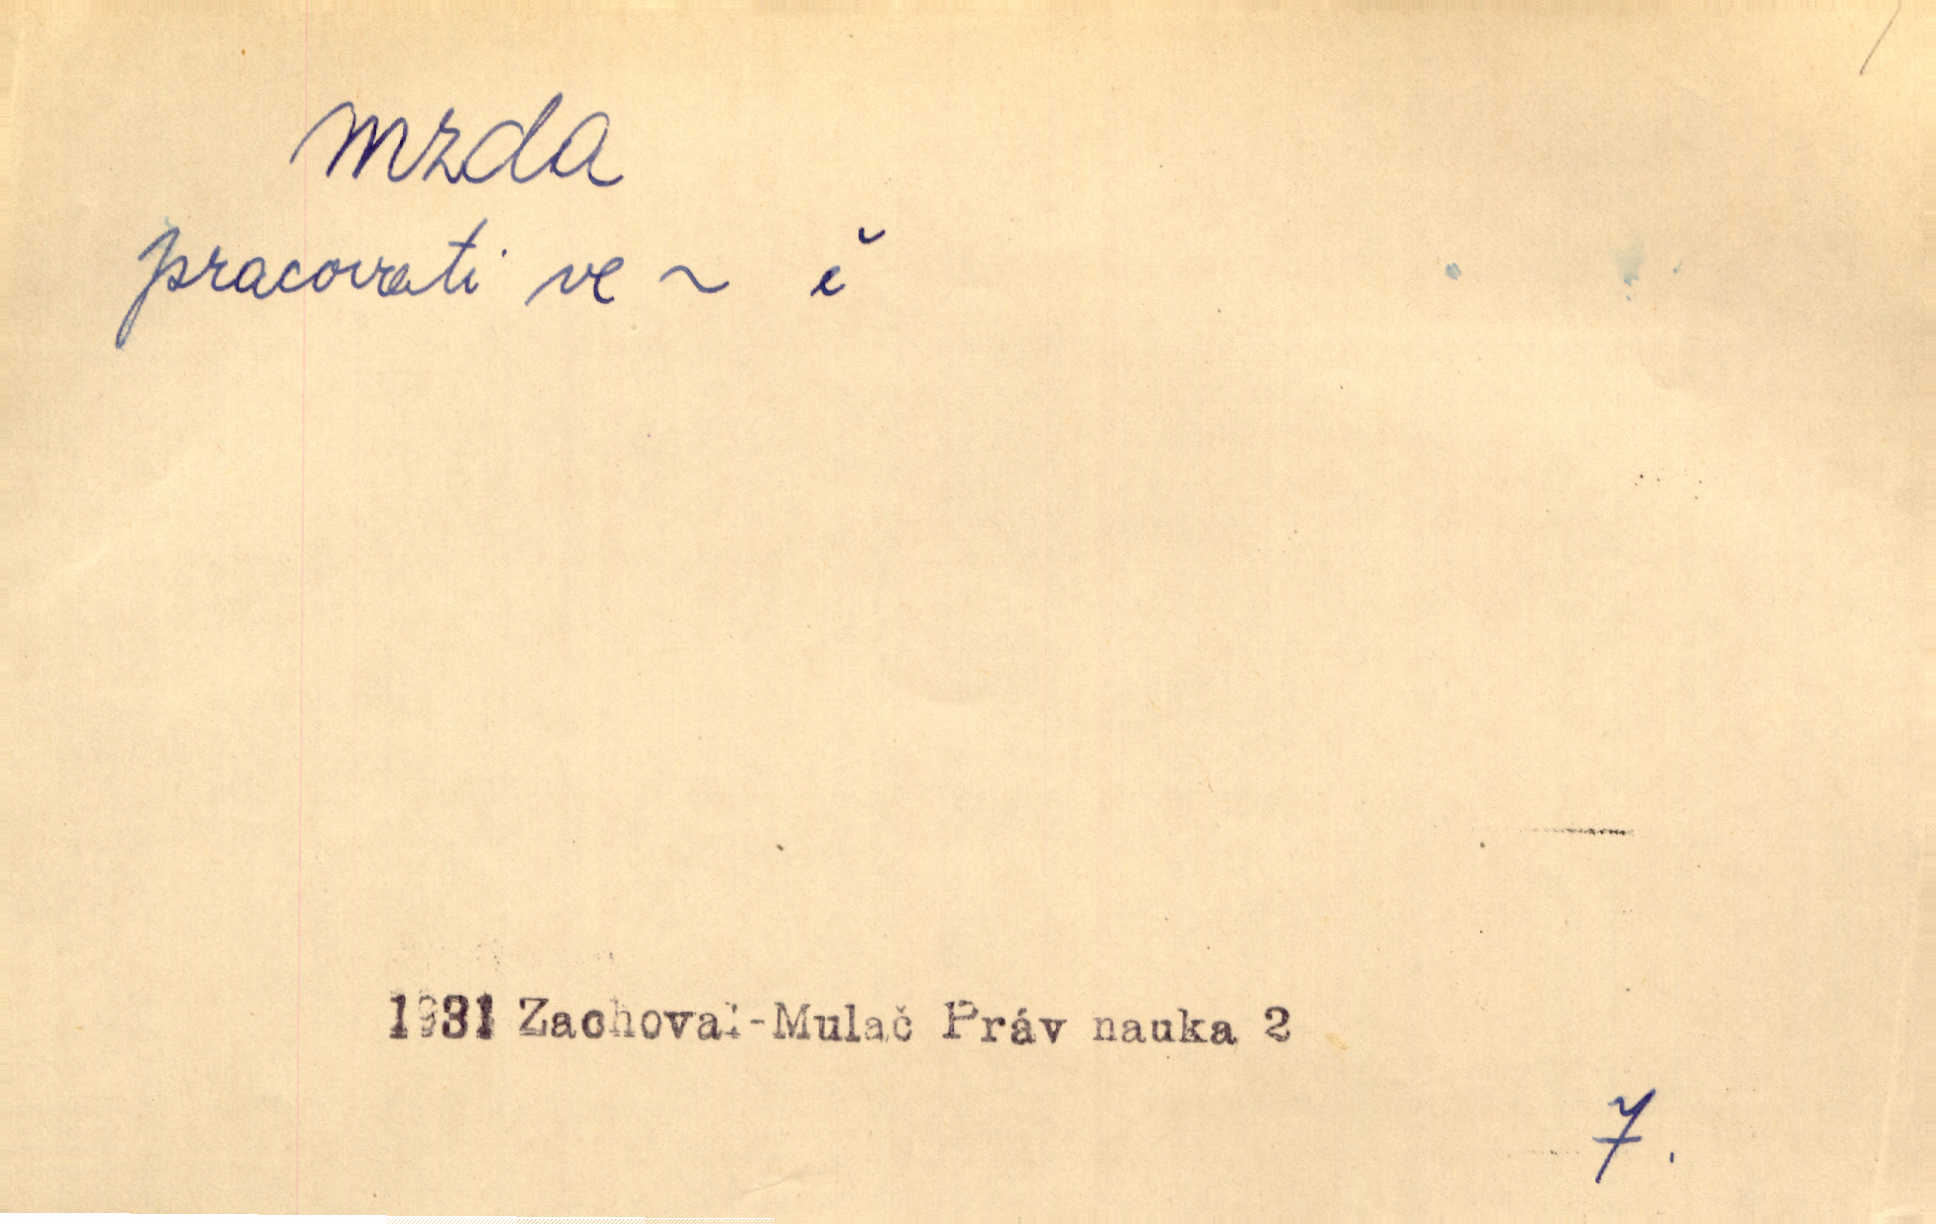 mzda
pracovati ve ~ ě
1931 Zachoval-Mulač Práv nauka 2
7.